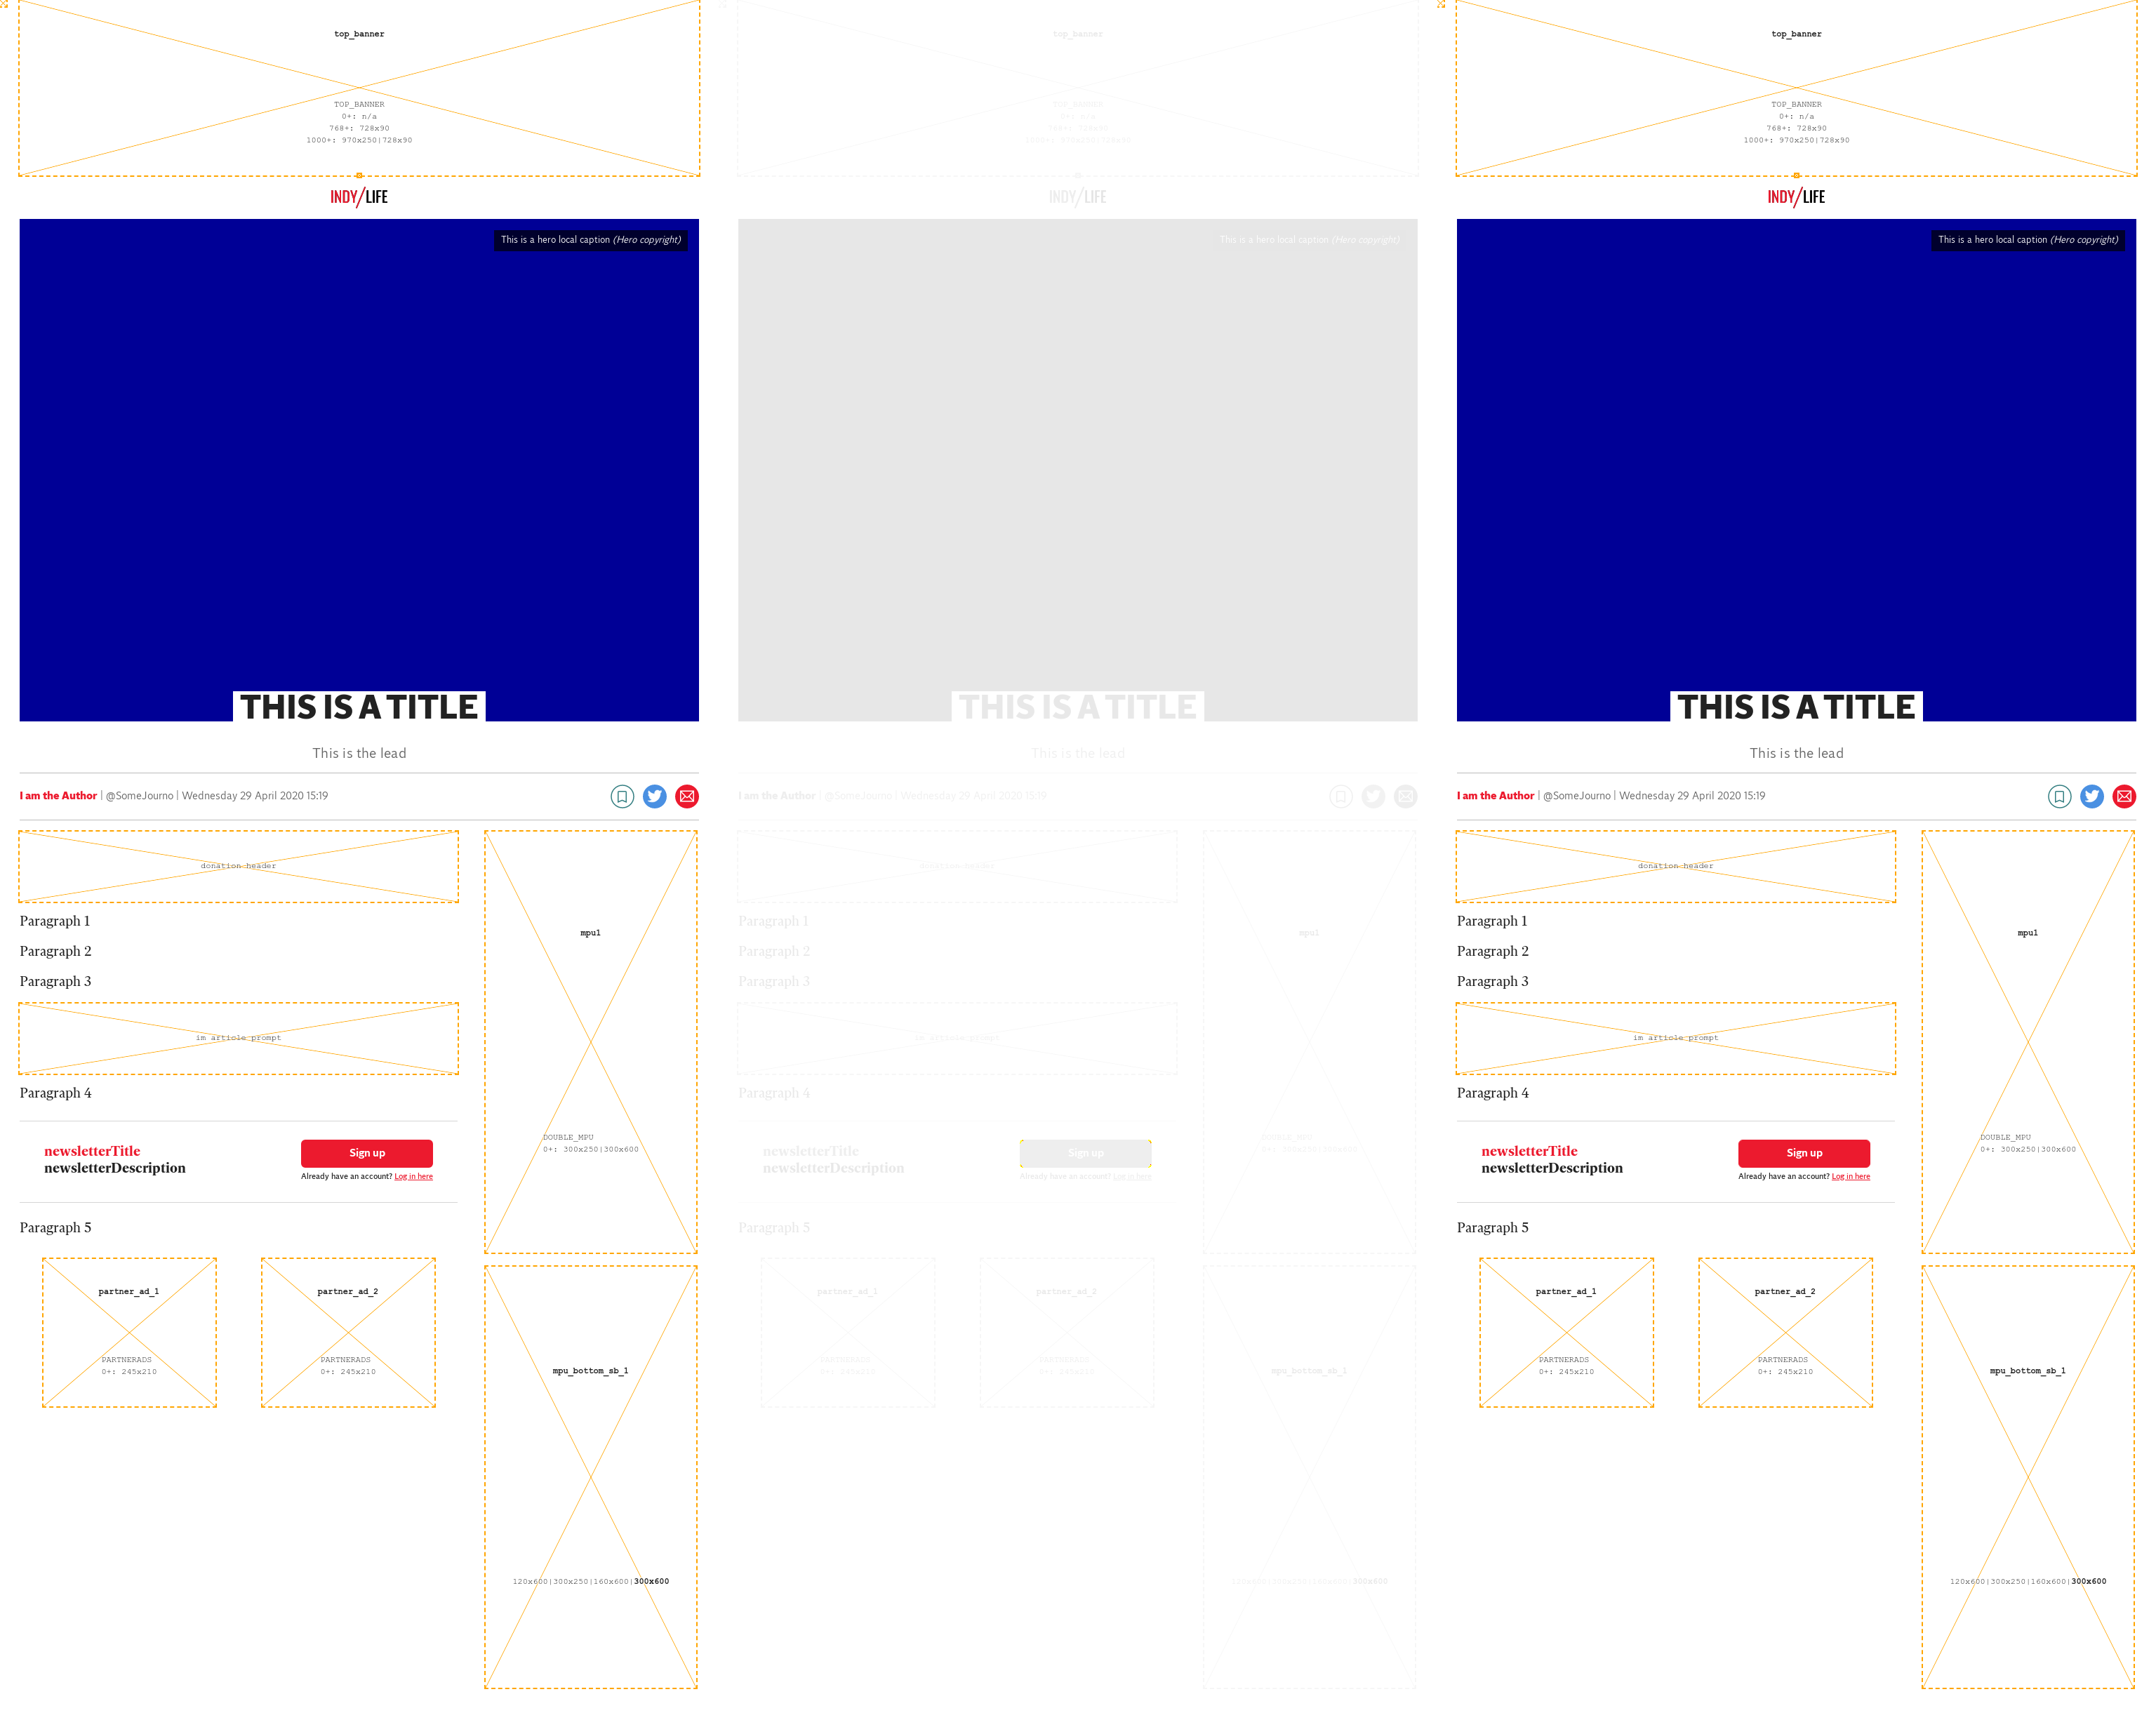 top_banner
TOP_BANNER
0+: n/a
768+: 728x90
1000+: 970x250|728x90
INDY/LIFE
This is a hero local caption (Hero copyright)
THIS IS A TITLE
This is the lead
I am the Author | @SomeJourno | Wednesday 29 April 2020 15:19
donation header
Paragraph 1
Paragraph 2
Paragraph 3
im article prompt
Paragraph 4
newsletterTitle
newsletterDescription
Sign up
Already have an account? Log in here
Paragraph 5
partner_ad_1
PARTNERADS
0+: 245x210
partner_ad_2
PARTNERADS
0+: 245x210
mpu1
DOUBLE_MPU
0+: 300x250|300x600
mpu_bottom_sb_1
120x600|300x250|160x600|300x600
top_banner
TOP_BANNER
0+: n/a
768+: 728x90
1000+: 970x250|728x90
INDY/LIFE
This is a hero local caption (Hero copyright)
THIS IS A TITLE
This is the lead
I am the Author | @SomeJourno | Wednesday 29 April 2020 15:19
donation header
Paragraph 1
Paragraph 2
Paragraph 3
im article prompt
Paragraph 4
newsletterTitle
newsletterDescription
Sign up
Already have an account? Log in here
Paragraph 5
partner_ad_1
PARTNERADS
0+: 245x210
partner_ad_2
PARTNERADS
0+: 245x210
mpu1
DOUBLE_MPU
0+: 300x250|300x600
mpu_bottom_sb_1
120x600|300x250|160x600|300x600
top_banner
TOP_BANNER
0+: n/a
768+: 728x90
1000+: 970x250|728x90
INDY/LIFE
This is a hero local caption (Hero copyright)
THIS IS A TITLE
This is the lead
I am the Author | @SomeJourno | Wednesday 29 April 2020 15:19
donation header
Paragraph 1
Paragraph 2
Paragraph 3
im article prompt
Paragraph 4
newsletterTitle
newsletterDescription
Sign up
Already have an account? Log in here
Paragraph 5
partner_ad_1
PARTNERADS
0+: 245x210
partner_ad_2
PARTNERADS
0+: 245x210
mpu1
DOUBLE_MPU
0+: 300x250|300x600
mpu_bottom_sb_1
120x600|300x250|160x600|300x600